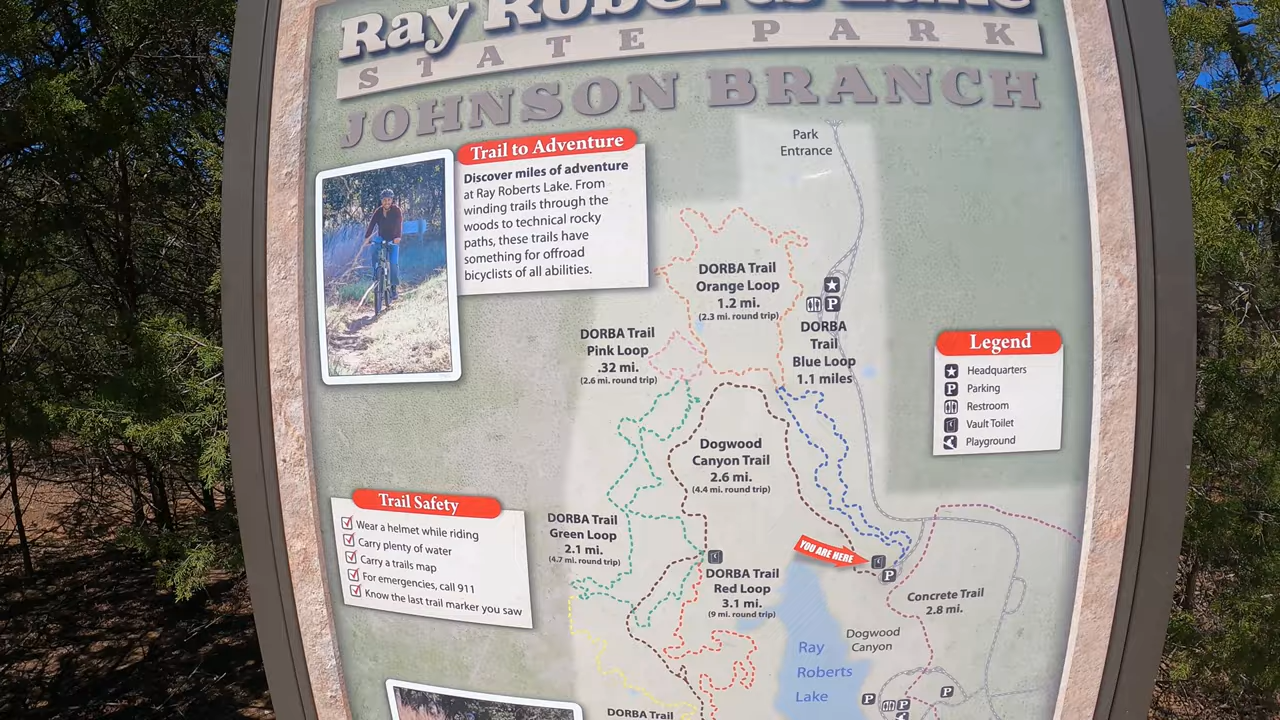 Ray Roberts Lake
STATE PARK
JOHNSON BRANCH
Trail to Adventure
Discover miles of adventure
at Ray Roberts Lake. From
winding trails through the
woods to technical rocky
paths, these trails have
something for offroad
bicyclists of all abilities.
Park
Entrance
DORBA Trail
Orange Loop
1.2 mi.
(2.3 mi. round trip)
DORBA Trail
Pink Loop
.32 mi.
(2.6 mi. round trip)
P
DORBA
Trail
Blue Loop
1.1 miles
Legend
Headquarters
P Parking
Restroom
Vault Toilet
Playground
Dogwood
Canyon Trail
2.6 mi.
(4.4 mi. round trip)
Trail Safety
Wear a helmet while riding
Carry plenty of water
Carry a trails map
For emergencies, call 911
Know the last trail marker you saw
DORBA Trail
Green Loop
2.1 mi.
(4.7 mi. round trip)
YOU ARE HERE
P
DORBA Trail
Red Loop
3.1 mi.
(9 mi. round trip)
Concrete Trail
2.8 mi.
Dogwood
Canyon
Ray
Roberts
Lake
P
P
P
DORBA Trail